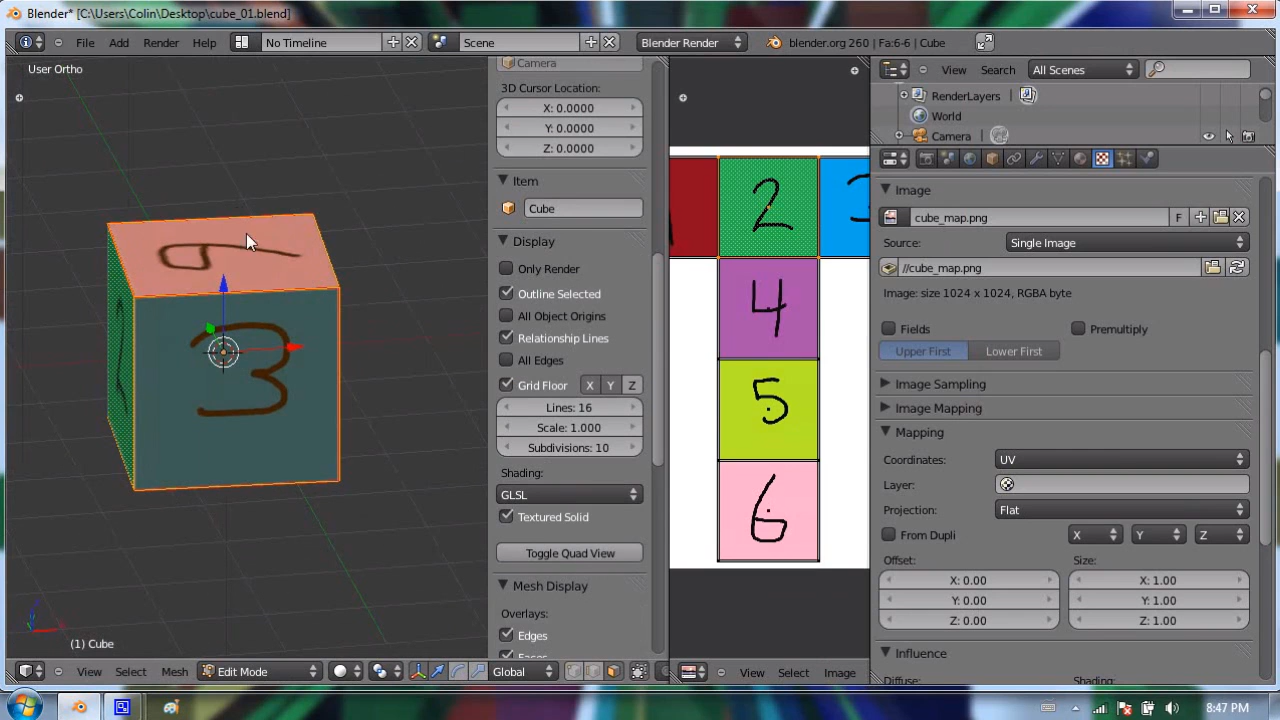 Blender* [C:\Users\Colin\Desktop\cube_01.blend]
File Add Render Help No Timeline Scene Blender Render blender.org 260 | Fa:6-6 | Cube
User Ortho
6
3
(1) Cube
View Select Mesh Edit Mode Global
Camera
3D Cursor Location:
X: 0.0000
Y: 0.0000
Z: 0.0000
Item
Cube
Display
Only Render
Outline Selected
All Object Origins
Relationship Lines
All Edges
Grid Floor X Y Z
Lines: 16
Scale: 1.000
Subdivisions: 10
Shading:
GLSL
Textured Solid
Toggle Quad View
Mesh Display
Overlays:
Edges
2 3
4
5
6
View Select Image
View Search All Scenes
RenderLayers
World
Camera
Image
cube_map.png F
Source: Single Image
//cube_map.png
Image: size 1024 x 1024, RGBA byte
Fields Premultiply
Upper First Lower First
Image Sampling
Image Mapping
Mapping
Coordinates: UV
Layer:
Projection: Flat
From Dupli X Y Z
Offset: Size:
X: 0.00 X: 1.00
Y: 0.00 Y: 1.00
Z: 0.00 Z: 1.00
Influence
8:47 PM